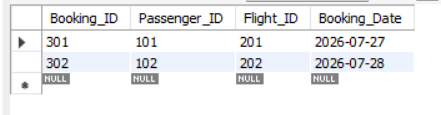 Booking_ID Passenger_ID Flight_ID Booking_Date
301 101 201 2026-07-27
302 102 202 2026-07-28
NULL NULL NULL NULL